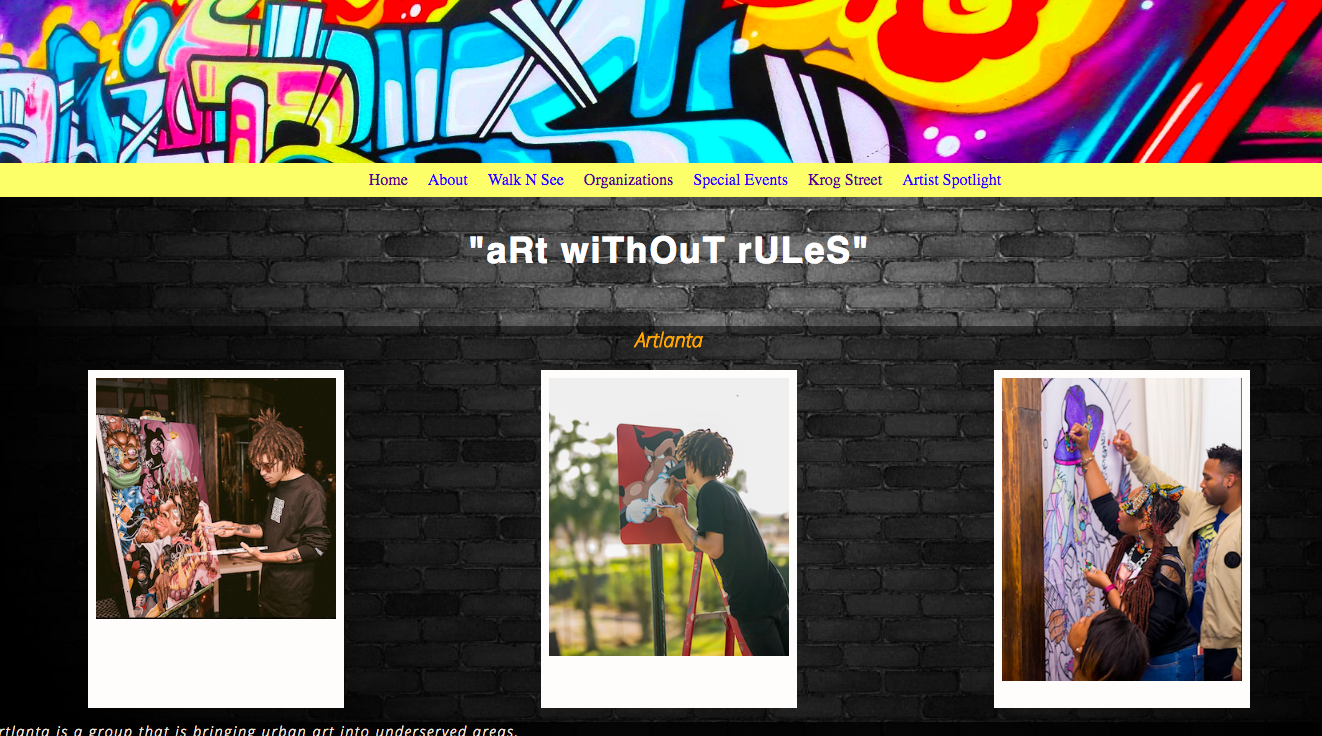 Home About Walk N See Organizations Special Events Krog Street Artist Spotlight
"aRt wiThOuT rULeS"
Artlanta
rtlanta is a group that is bringing urban art into underserved areas.